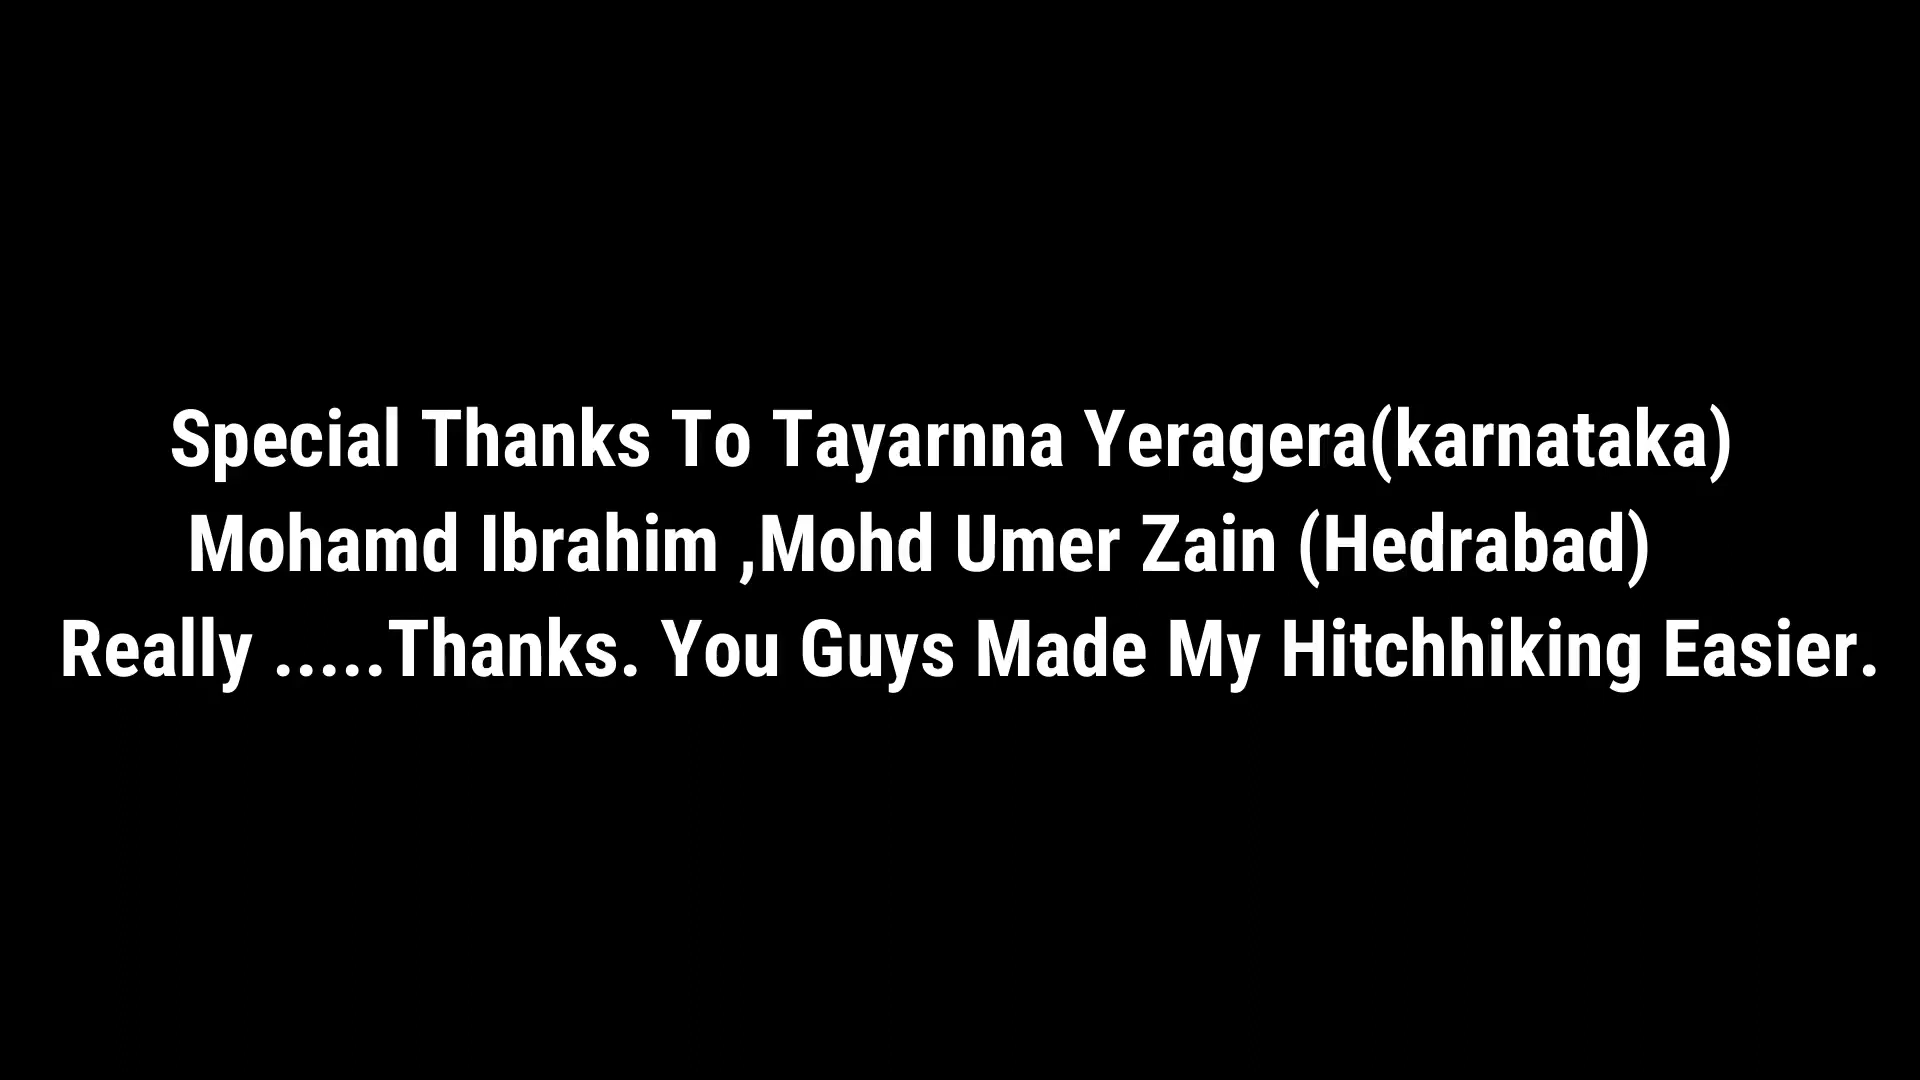 Special Thanks To Tayarnna Yeragera(karnataka)
Mohamd Ibrahim ,Mohd Umer Zain (Hedrabad)
Really .....Thanks. You Guys Made My Hitchhiking Easier.